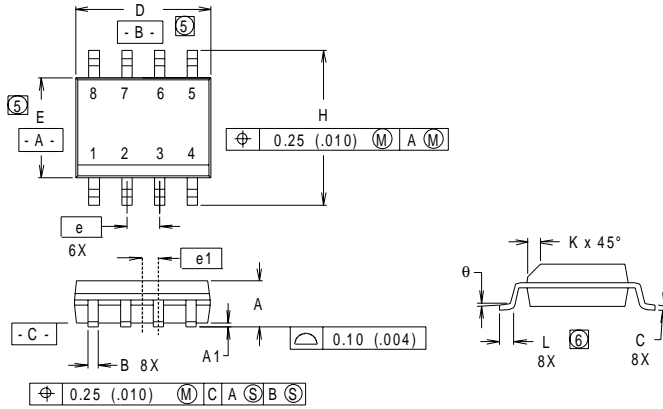 D
- B -
5
8 7 6 5
5
E
H
- A -
⌖ 0.25 (.010) Ⓜ A Ⓜ
1 2 3 4
e
6X
e1
K x 45°
θ
A
- C -
A1
⌓ 0.10 (.004)
L 6
8X
C
8X
B 8X
⌖ 0.25 (.010) Ⓜ C A Ⓢ B Ⓢ